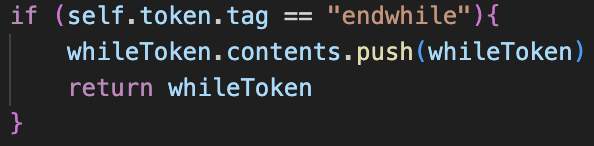 if (self.token.tag == "endwhile"){
    whileToken.contents.push(whileToken)
    return whileToken
}